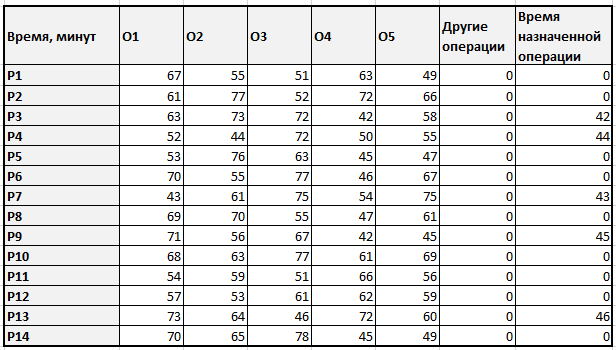 Время, минут О1 О2 О3 О4 О5 Другие операции Время назначенной операции
P1 67 55 51 63 49 0 0
P2 61 77 52 72 66 0 0
P3 63 73 72 42 58 0 42
P4 52 44 72 50 55 0 44
P5 53 76 63 45 47 0 0
P6 70 55 77 46 67 0 0
P7 43 61 75 54 75 0 43
P8 69 70 55 47 61 0 0
P9 71 56 67 42 45 0 45
P10 68 63 77 61 69 0 0
P11 54 59 51 66 56 0 0
P12 57 53 61 62 59 0 0
P13 73 64 46 72 60 0 46
P14 70 65 78 45 49 0 0